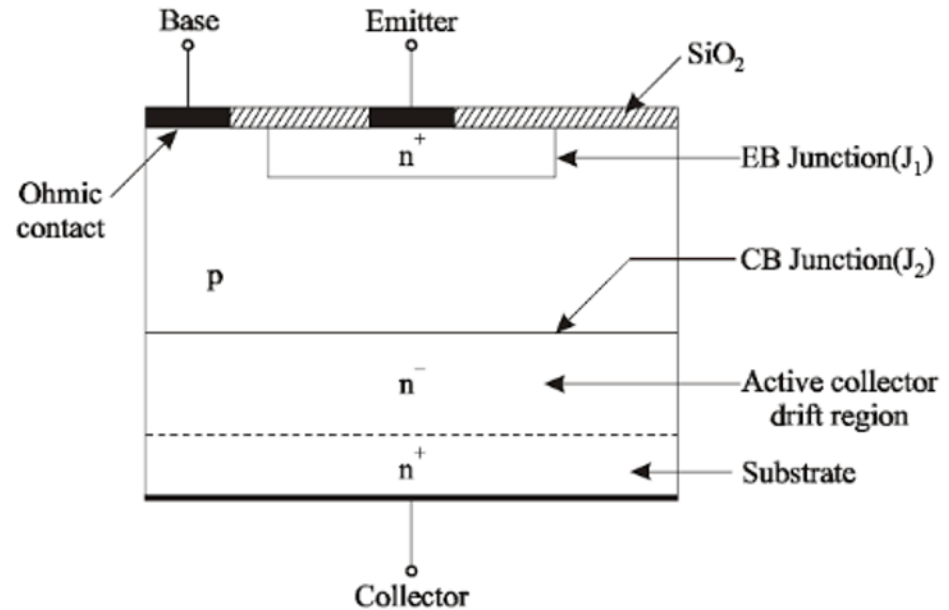 Base
Emitter
SiO₂
n⁺
EB Junction(J₁)
Ohmic
contact
CB Junction(J₂)
p
n⁻
Active collector
drift region
n⁺
Substrate
Collector